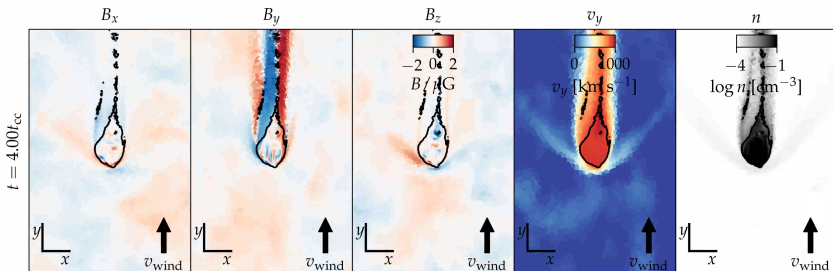 B_x B_y B_z v_y n
−2 0 2
B G
0 1000
v_y [km s⁻¹]
−4 −1
log n [cm⁻³]
t = 4.00t_cc
y x v_wind
y x v_wind
y x v_wind
y x v_wind
y x v_wind